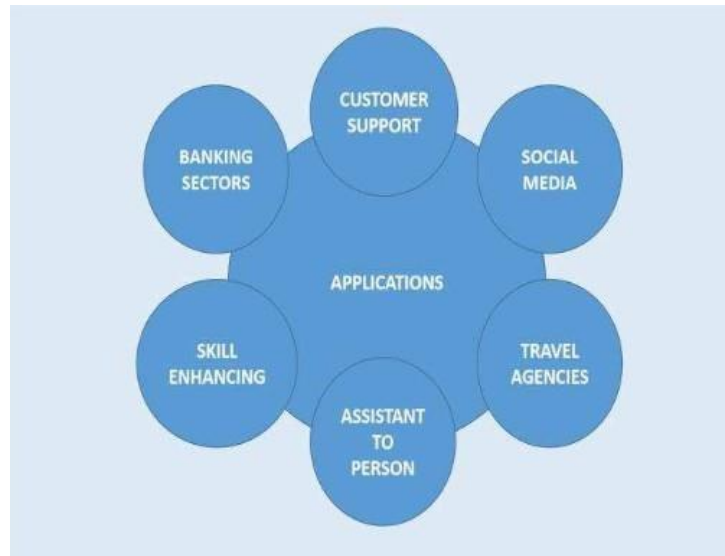 CUSTOMER
SUPPORT
BANKING
SECTORS
SOCIAL
MEDIA
APPLICATIONS
SKILL
ENHANCING
TRAVEL
AGENCIES
ASSISTANT
TO
PERSON